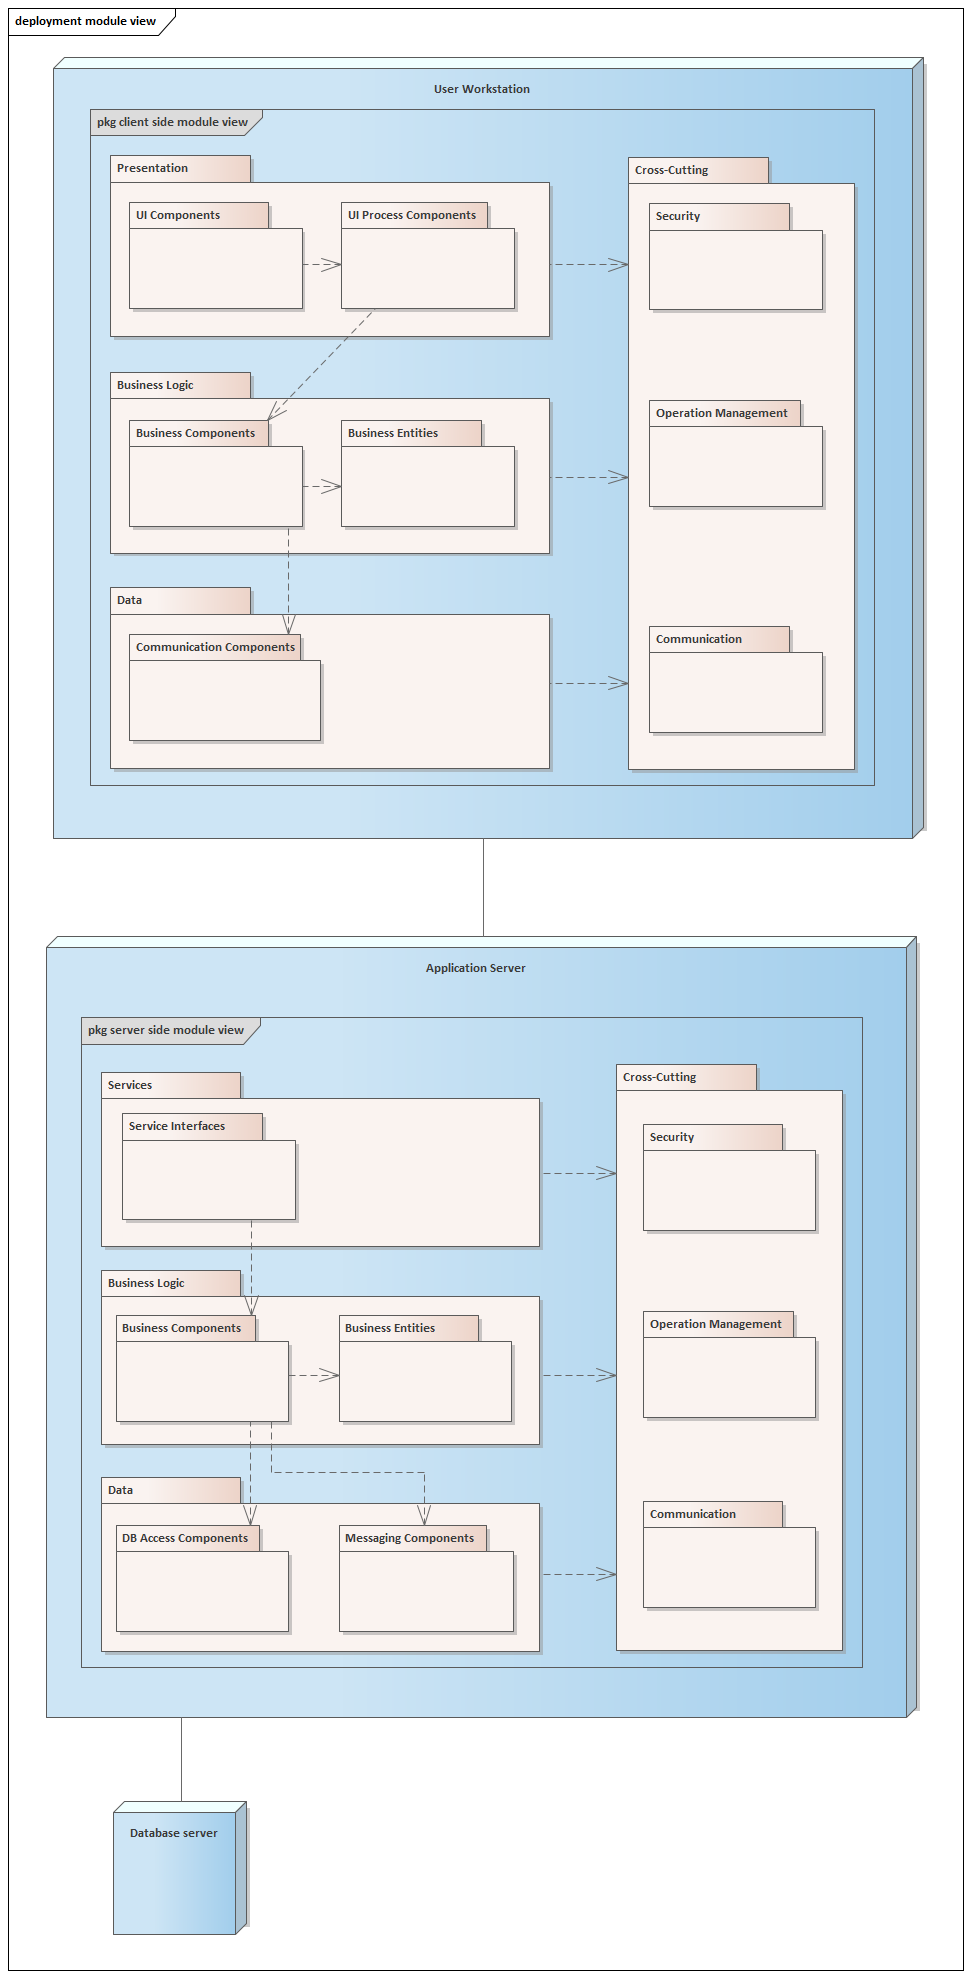 deployment module view
User Workstation
pkg client side module view
Presentation
Cross-Cutting
UI Components
UI Process Components
Security
Business Logic
Business Components
Business Entities
Operation Management
Data
Communication Components
Communication
Application Server
pkg server side module view
Services
Cross-Cutting
Service Interfaces
Security
Business Logic
Business Components
Business Entities
Operation Management
Data
DB Access Components
Messaging Components
Communication
Database server